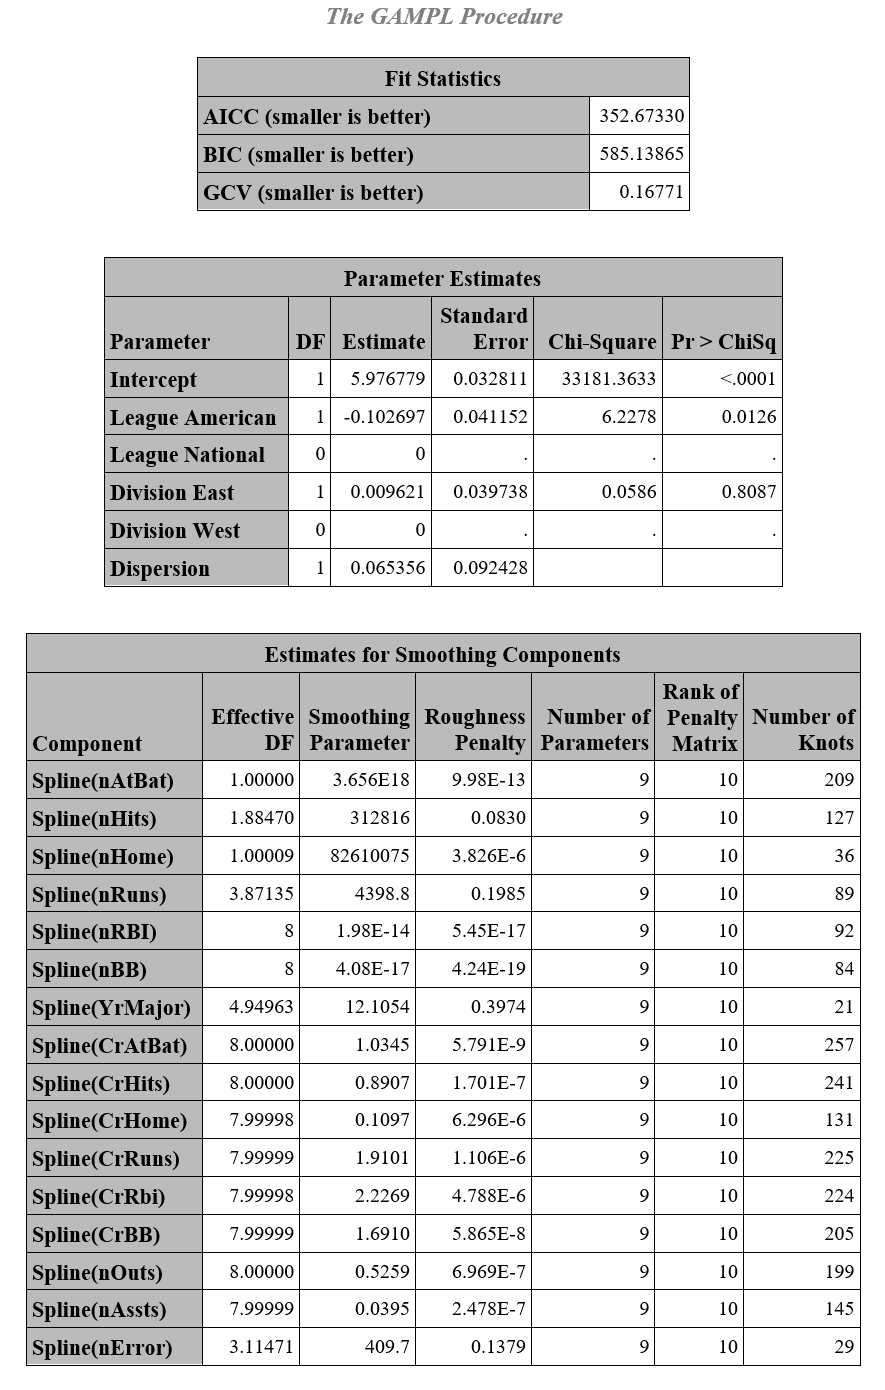 The GAMPL Procedure
Fit Statistics
AICC (smaller is better) 352.67330
BIC (smaller is better) 585.13865
GCV (smaller is better) 0.16771
Parameter Estimates
Parameter DF Estimate Standard Error Chi-Square Pr > ChiSq
Intercept 1 5.976779 0.032811 33181.3633 <.0001
League American 1 -0.102697 0.041152 6.2278 0.0126
League National 0 0 . . .
Division East 1 0.009621 0.039738 0.0586 0.8087
Division West 0 0 . . .
Dispersion 1 0.065356 0.092428
Estimates for Smoothing Components
Component Effective DF Smoothing Parameter Roughness Penalty Number of Parameters Rank of Penalty Matrix Number of Knots
Spline(nAtBat) 1.00000 3.656E18 9.98E-13 9 10 209
Spline(nHits) 1.88470 312816 0.0830 9 10 127
Spline(nHome) 1.00009 82610075 3.826E-6 9 10 36
Spline(nRuns) 3.87135 4398.8 0.1985 9 10 89
Spline(nRBI) 8 1.98E-14 5.45E-17 9 10 92
Spline(nBB) 8 4.08E-17 4.24E-19 9 10 84
Spline(YrMajor) 4.94963 12.1054 0.3974 9 10 21
Spline(CrAtBat) 8.00000 1.0345 5.791E-9 9 10 257
Spline(CrHits) 8.00000 0.8907 1.701E-7 9 10 241
Spline(CrHome) 7.99998 0.1097 6.296E-6 9 10 131
Spline(CrRuns) 7.99999 1.9101 1.106E-6 9 10 225
Spline(CrRbi) 7.99998 2.2269 4.788E-6 9 10 224
Spline(CrBB) 7.99999 1.6910 5.865E-8 9 10 205
Spline(nOuts) 8.00000 0.5259 6.969E-7 9 10 199
Spline(nAssts) 7.99999 0.0395 2.478E-7 9 10 145
Spline(nError) 3.11471 409.7 0.1379 9 10 29